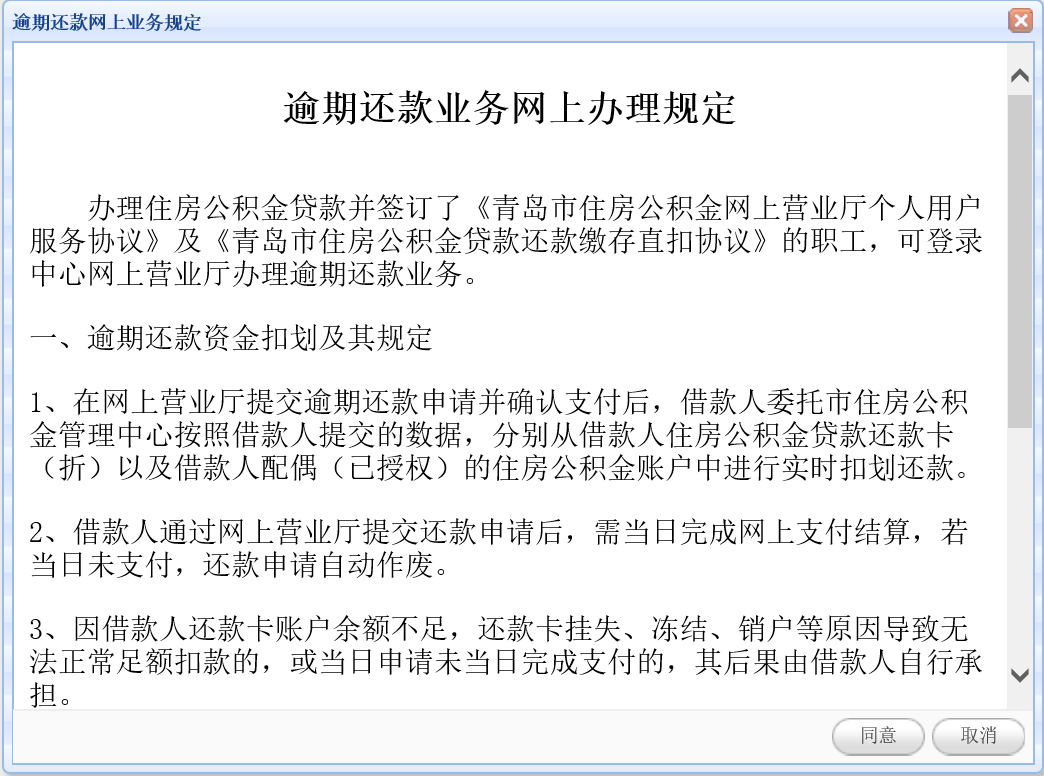 逾期还款网上业务规定
逾期还款业务网上办理规定
办理住房公积金贷款并签订了《青岛市住房公积金网上营业厅个人用户
服务协议》及《青岛市住房公积金贷款还款缴存直扣协议》的职工，可登录
中心网上营业厅办理逾期还款业务。
一、逾期还款资金扣划及其规定
1、在网上营业厅提交逾期还款申请并确认支付后，借款人委托市住房公积
金管理中心按照借款人提交的数据，分别从借款人住房公积金贷款还款卡
（折）以及借款人配偶（已授权）的住房公积金账户中进行实时扣划还款。
2、借款人通过网上营业厅提交还款申请后，需当日完成网上支付结算，若
当日未支付，还款申请自动作废。
3、因借款人还款卡账户余额不足，还款卡挂失、冻结、销户等原因导致无
法正常足额扣款的，或当日申请未当日完成支付的，其后果由借款人自行承
担。
同意
取消